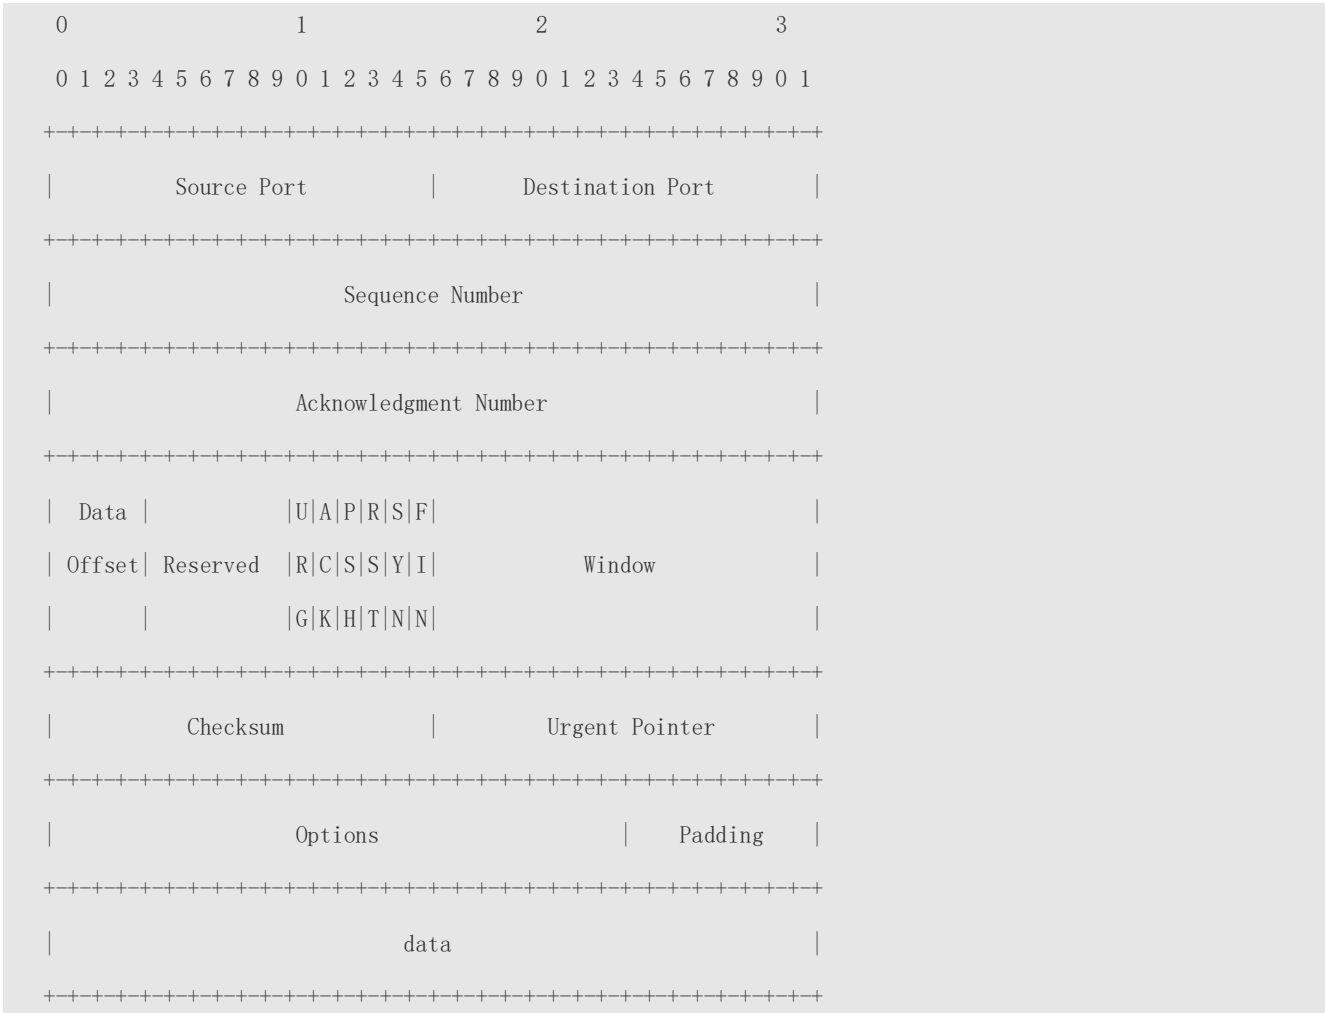 0                   1                   2                   3
 0 1 2 3 4 5 6 7 8 9 0 1 2 3 4 5 6 7 8 9 0 1 2 3 4 5 6 7 8 9 0 1
+-+-+-+-+-+-+-+-+-+-+-+-+-+-+-+-+-+-+-+-+-+-+-+-+-+-+-+-+-+-+-+-+
|          Source Port          |       Destination Port        |
+-+-+-+-+-+-+-+-+-+-+-+-+-+-+-+-+-+-+-+-+-+-+-+-+-+-+-+-+-+-+-+-+
|                        Sequence Number                        |
+-+-+-+-+-+-+-+-+-+-+-+-+-+-+-+-+-+-+-+-+-+-+-+-+-+-+-+-+-+-+-+-+
|                    Acknowledgment Number                      |
+-+-+-+-+-+-+-+-+-+-+-+-+-+-+-+-+-+-+-+-+-+-+-+-+-+-+-+-+-+-+-+-+
|  Data |           |U|A|P|R|S|F|                               |
| Offset| Reserved  |R|C|S|S|Y|I|            Window             |
|       |           |G|K|H|T|N|N|                               |
+-+-+-+-+-+-+-+-+-+-+-+-+-+-+-+-+-+-+-+-+-+-+-+-+-+-+-+-+-+-+-+-+
|           Checksum            |         Urgent Pointer        |
+-+-+-+-+-+-+-+-+-+-+-+-+-+-+-+-+-+-+-+-+-+-+-+-+-+-+-+-+-+-+-+-+
|                    Options                    |    Padding    |
+-+-+-+-+-+-+-+-+-+-+-+-+-+-+-+-+-+-+-+-+-+-+-+-+-+-+-+-+-+-+-+-+
|                             data                              |
+-+-+-+-+-+-+-+-+-+-+-+-+-+-+-+-+-+-+-+-+-+-+-+-+-+-+-+-+-+-+-+-+